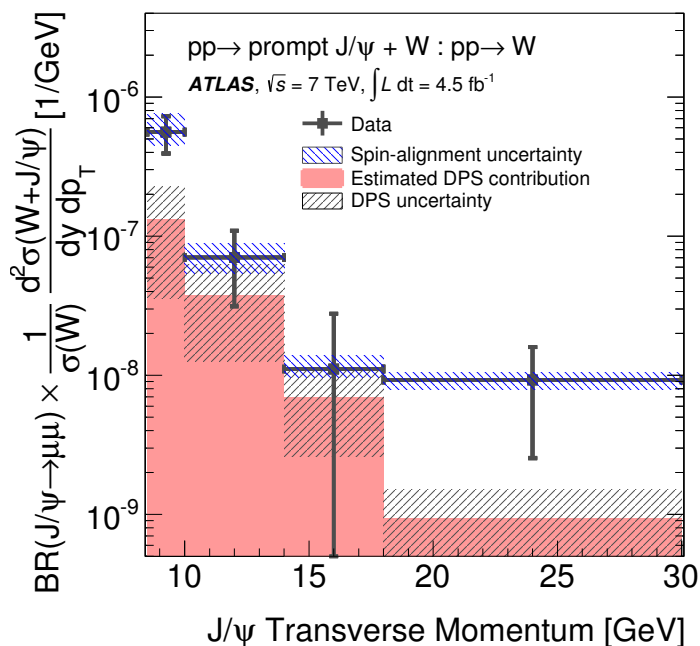 pp→ prompt J/ψ + W : pp→ W
ATLAS, √s = 7 TeV, ∫L dt = 4.5 fb⁻¹
Data
Spin-alignment uncertainty
Estimated DPS contribution
DPS uncertainty
BR(J/ψ→μμ) × 1/σ(W) d²σ(W+J/ψ)/dy dp_T [1/GeV]
10⁻⁶
10⁻⁷
10⁻⁸
10⁻⁹
10 15 20 25 30
J/ψ Transverse Momentum [GeV]